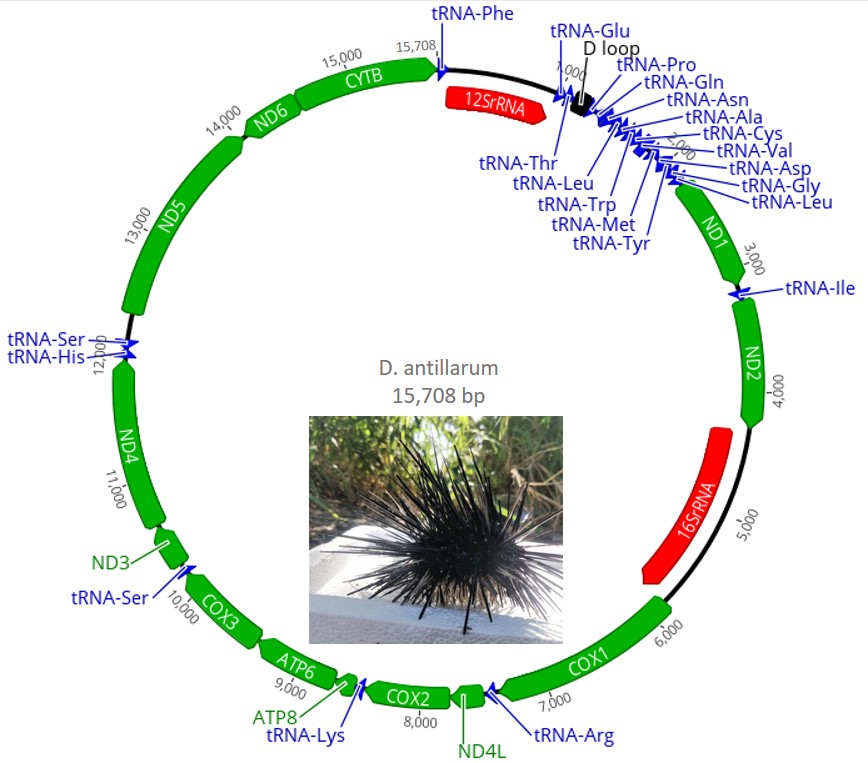 tRNA-Phe
tRNA-Glu
D loop
tRNA-Pro
tRNA-Gln
tRNA-Asn
tRNA-Ala
tRNA-Cys
tRNA-Val
tRNA-Asp
tRNA-Gly
tRNA-Leu
15,708
15,000
CYTB
12SrRNA
1,000
14,000
ND6
tRNA-Thr
tRNA-Leu
tRNA-Trp
tRNA-Met
tRNA-Tyr
2,000
ND1
3,000
13,000
ND5
tRNA-Ile
tRNA-Ser
tRNA-His
12,000
ND2
4,000
D. antillarum
15,708 bp
ND4
11,000
16SrRNA
5,000
ND3
tRNA-Ser
10,000
COX3
6,000
COX1
ATP6
9,000
COX2
8,000
7,000
ATP8
tRNA-Lys
tRNA-Arg
ND4L